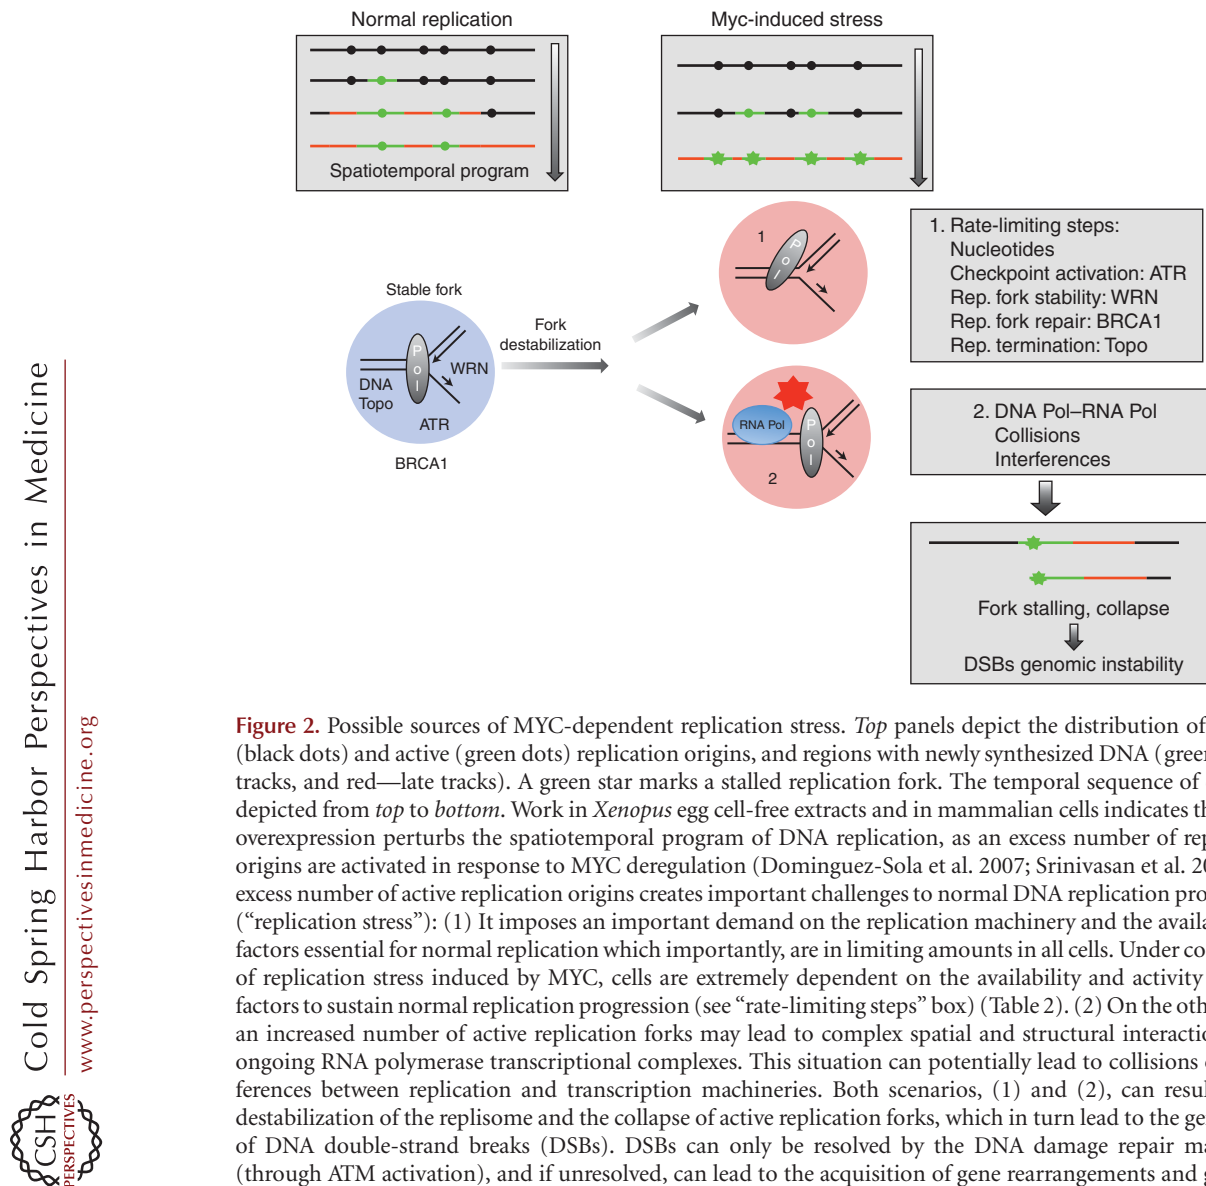 Normal replication
Myc-induced stress
Spatiotemporal program
Stable fork
Pol
WRN
DNA
Topo
ATR
BRCA1
Fork
destabilization
1
Pol
RNA Pol
Pol
2
1. Rate-limiting steps:
Nucleotides
Checkpoint activation: ATR
Rep. fork stability: WRN
Rep. fork repair: BRCA1
Rep. termination: Topo
2. DNA Pol–RNA Pol
Collisions
Interferences
Fork stalling, collapse
DSBs genomic instability
Cold Spring Harbor Perspectives in Medicine
www.perspectivesinmedicine.org
CSH
PERSPECTIVES
Figure 2. Possible sources of MYC-dependent replication stress. Top panels depict the distribution of
(black dots) and active (green dots) replication origins, and regions with newly synthesized DNA (green
tracks, and red—late tracks). A green star marks a stalled replication fork. The temporal sequence of
depicted from top to bottom. Work in Xenopus egg cell-free extracts and in mammalian cells indicates th
overexpression perturbs the spatiotemporal program of DNA replication, as an excess number of rep
origins are activated in response to MYC deregulation (Dominguez-Sola et al. 2007; Srinivasan et al. 20
excess number of active replication origins creates important challenges to normal DNA replication pro
(“replication stress”): (1) It imposes an important demand on the replication machinery and the availa
factors essential for normal replication which importantly, are in limiting amounts in all cells. Under co
of replication stress induced by MYC, cells are extremely dependent on the availability and activity
factors to sustain normal replication progression (see “rate-limiting steps” box) (Table 2). (2) On the oth
an increased number of active replication forks may lead to complex spatial and structural interaction
ongoing RNA polymerase transcriptional complexes. This situation can potentially lead to collisions o
ferences between replication and transcription machineries. Both scenarios, (1) and (2), can resul
destabilization of the replisome and the collapse of active replication forks, which in turn lead to the ge
of DNA double-strand breaks (DSBs). DSBs can only be resolved by the DNA damage repair ma
(through ATM activation), and if unresolved, can lead to the acquisition of gene rearrangements and g